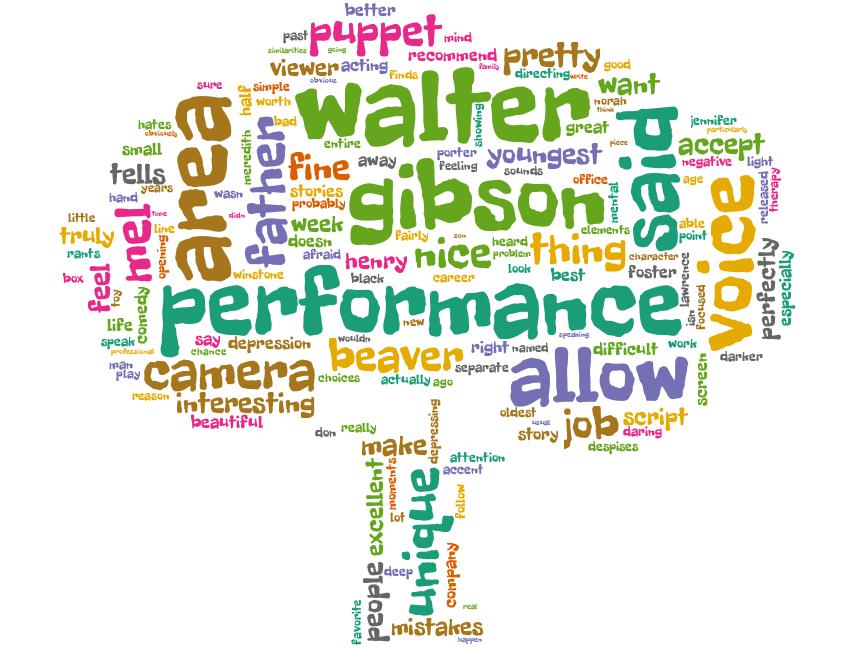 better
past
puppet
mind
similarities
going
recommend
family
pretty
viewer
acting
finds
directing
write
good
obvious
sure
half
simple
worth
walter
showing
want
norah
think
great
said
jennifer
particularly
hates
obviously
area
bad
father
meredith
entire
piece
accept
small
fine
away
porter
feeling
youngest
sounds
negative
light
tells
years
wasn
stories
probably
gibson
office
mental
age
voice
released
therapy
hand
mel
time
didn
little
truly
line
opening
week
doesn
fairly
son
elements
able
point
rants
afraid
henry
nice
heard
problem
thing
character
perfectly
especially
box
feel
toy
winstone
black
career
look
best
foster
lawrence
isn
focused
comedy
performance
life
new
speaking
speak
professional
say
chance
depression
wouldn
beaver
right
named
difficult
work
darker
man
play
camera
choices
actually
ago
separate
allow
screen
reason
interesting
beautiful
oldest
usual
job
script
daring
story
despises
don
really
depressing
make
attention
accent
excellent
moments
unique
follow
lot
people
deep
company
favorite
real
mistakes
happen